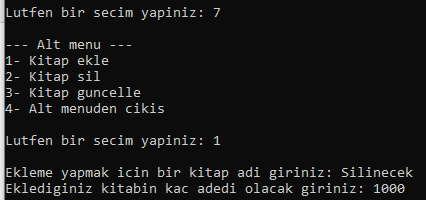 Lutfen bir secim yapiniz: 7
--- Alt menu ---
1- Kitap ekle
2- Kitap sil
3- Kitap guncelle
4- Alt menuden cikis
Lutfen bir secim yapiniz: 1
Ekleme yapmak icin bir kitap adi giriniz: Silinecek
Eklediginiz kitabin kac adedi olacak giriniz: 1000